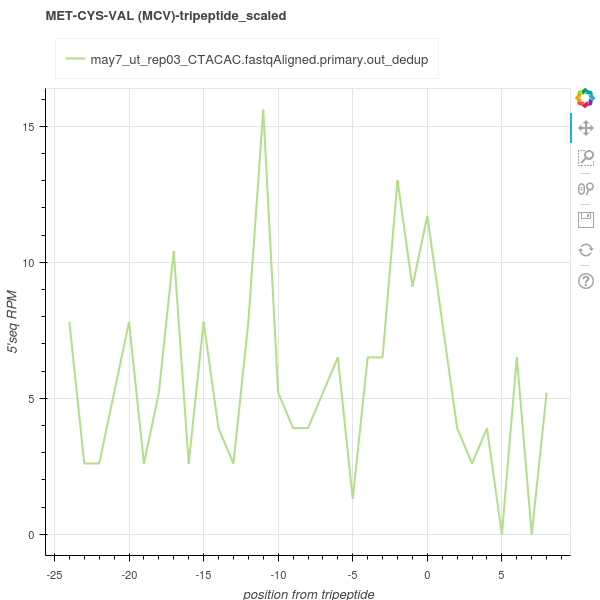 MET-CYS-VAL (MCV)-tripeptide_scaled
may7_ut_rep03_CTACAC.fastqAligned.primary.out_dedup
15
10
5
0
5'seq RPM
-25 -20 -15 -10 -5 0 5
position from tripeptide